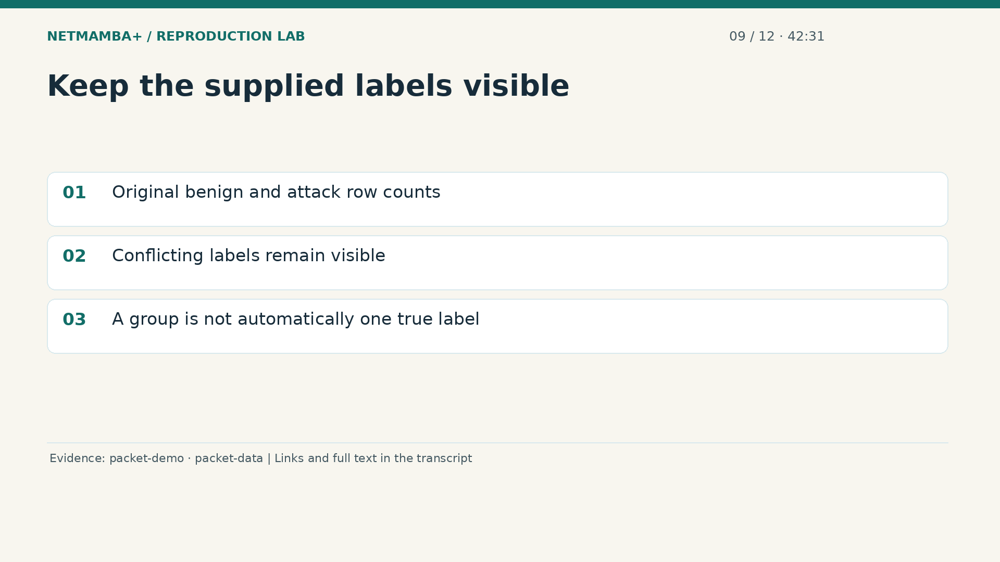 NETMAMBA+ / REPRODUCTION LAB
09 / 12 · 42:31
Keep the supplied labels visible
01 Original benign and attack row counts
02 Conflicting labels remain visible
03 A group is not automatically one true label
Evidence: packet-demo · packet-data | Links and full text in the transcript